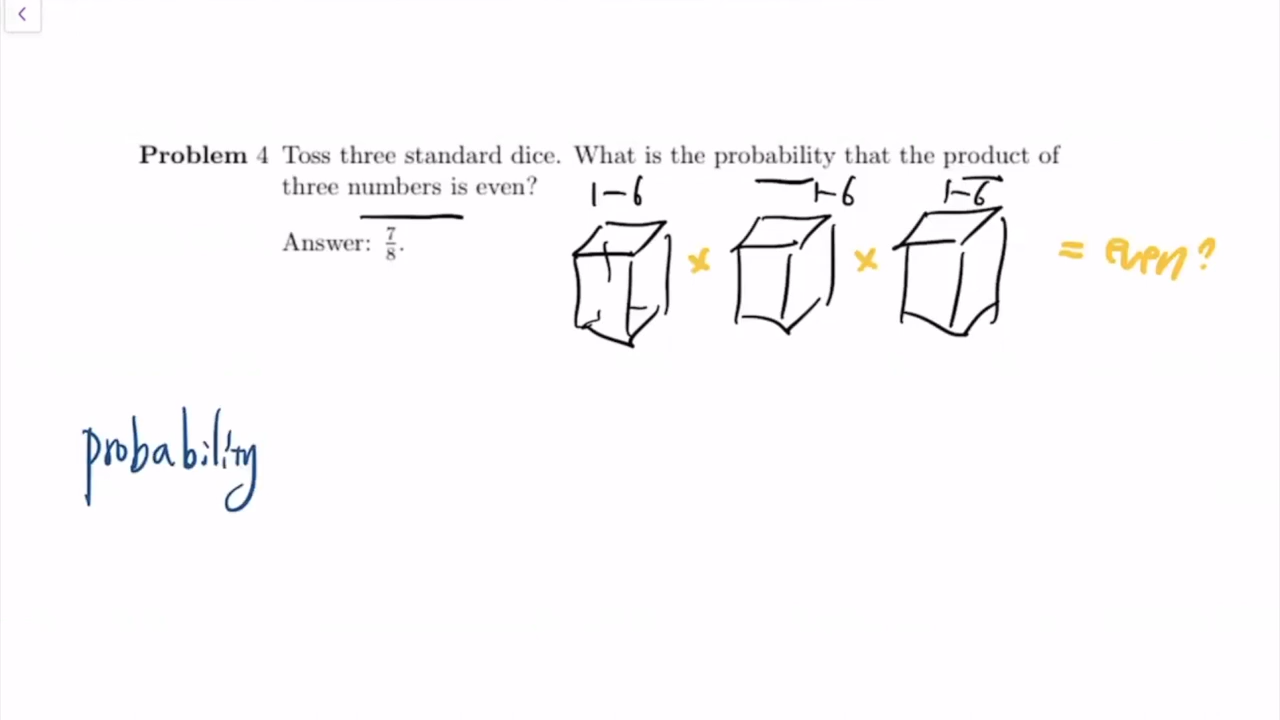 Problem 4 Toss three standard dice. What is the probability that the product of
three numbers is even?
1-6 1-6 1-6
Answer: 7/8.
× × = even?
probability